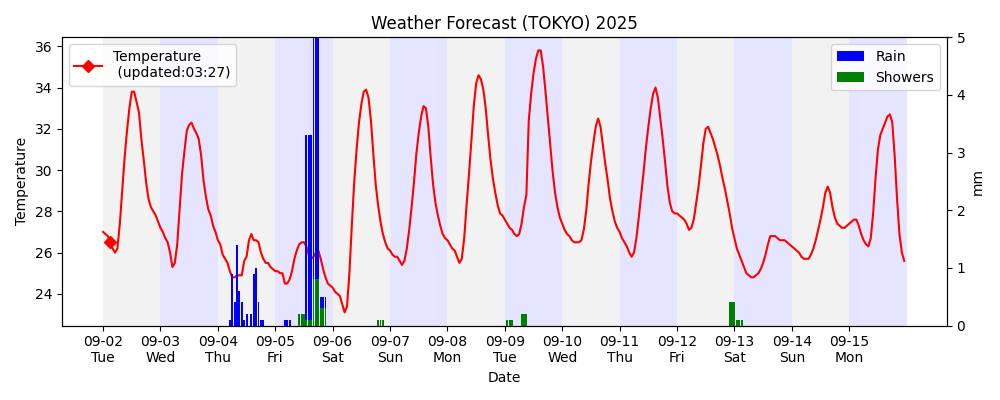 Weather Forecast (TOKYO) 2025
Temperature
(updated:03:27)
Rain
Showers
Temperature
36
34
32
30
28
26
24
5
4
3
2
1
0
mm
09-02 09-03 09-04 09-05 09-06 09-07 09-08 09-09 09-10 09-11 09-12 09-13 09-14 09-15
Tue Wed Thu Fri Sat Sun Mon Tue Wed Thu Fri Sat Sun Mon
Date